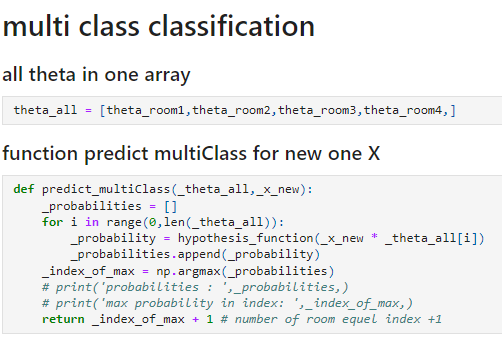 multi class classification
all theta in one array
theta_all = [theta_room1,theta_room2,theta_room3,theta_room4,]
function predict multiClass for new one X
def predict_multiClass(_theta_all,_x_new):
    _probabilities = []
    for i in range(0,len(_theta_all)):
        _probability = hypothesis_function(_x_new * _theta_all[i])
        _probabilities.append(_probability)
    _index_of_max = np.argmax(_probabilities)
    # print('probabilities : ',_probabilities,)
    # print('max probability in index: ',_index_of_max,)
    return _index_of_max + 1 # number of room equel index +1